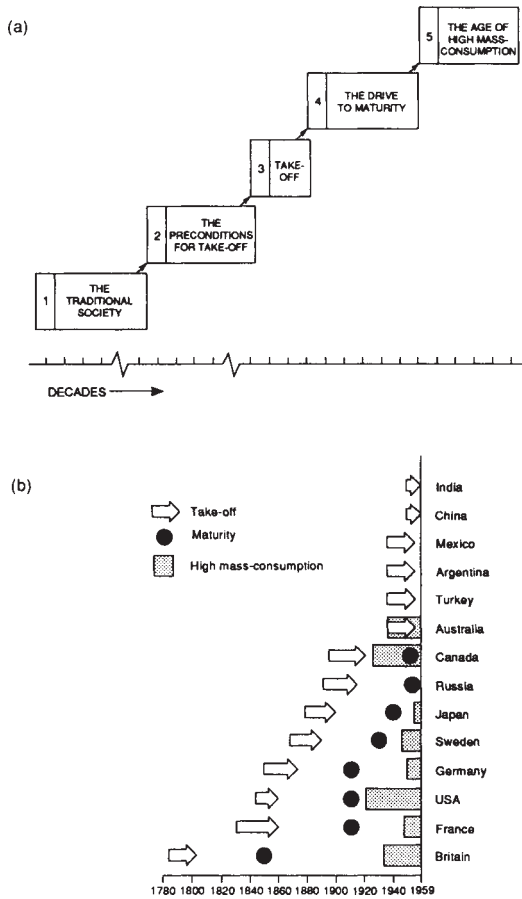 (a)
5
THE AGE OF
HIGH MASS-
CONSUMPTION
4
THE DRIVE
TO MATURITY
3
TAKE-
OFF
2
THE
PRECONDITIONS
FOR TAKE-OFF
1
THE
TRADITIONAL
SOCIETY
DECADES
(b)
Take-off
Maturity
High mass-consumption
India
China
Mexico
Argentina
Turkey
Australia
Canada
Russia
Japan
Sweden
Germany
USA
France
Britain
1780 1800 1820 1840 1860 1880 1900 1920 1940 1959